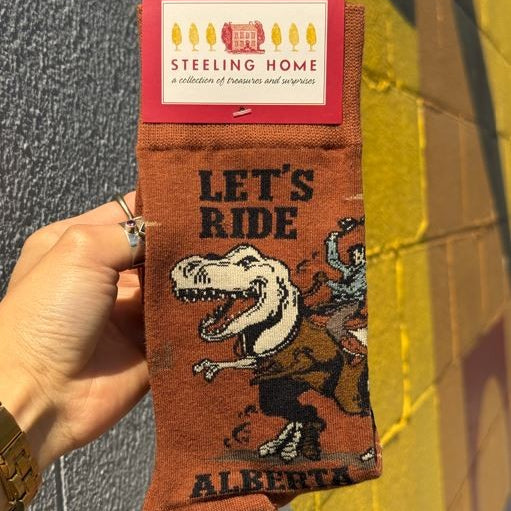 STEELING HOME
a collection of treasures and surprises
LET'S
RIDE
ALBERTA